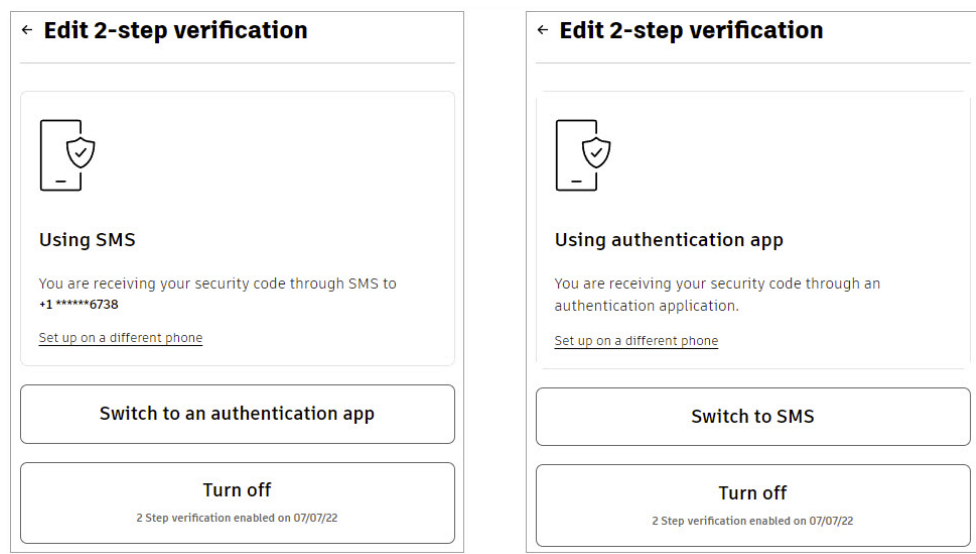 ← Edit 2-step verification
Using SMS
You are receiving your security code through SMS to
+1 ******6738
Set up on a different phone
Switch to an authentication app
Turn off
2 Step verification enabled on 07/07/22
← Edit 2-step verification
Using authentication app
You are receiving your security code through an
authentication application.
Set up on a different phone
Switch to SMS
Turn off
2 Step verification enabled on 07/07/22